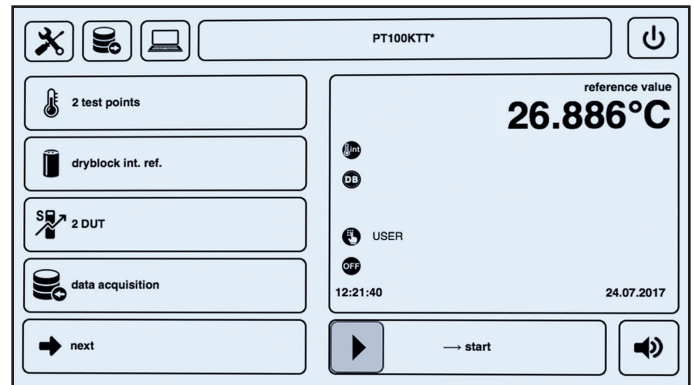 PT100KTT*
2 test points
dryblock int. ref.
S
2 DUT
data acquisition
next
reference value
26.886°C
int
DB
USER
OFF
12:21:40
24.07.2017
→ start